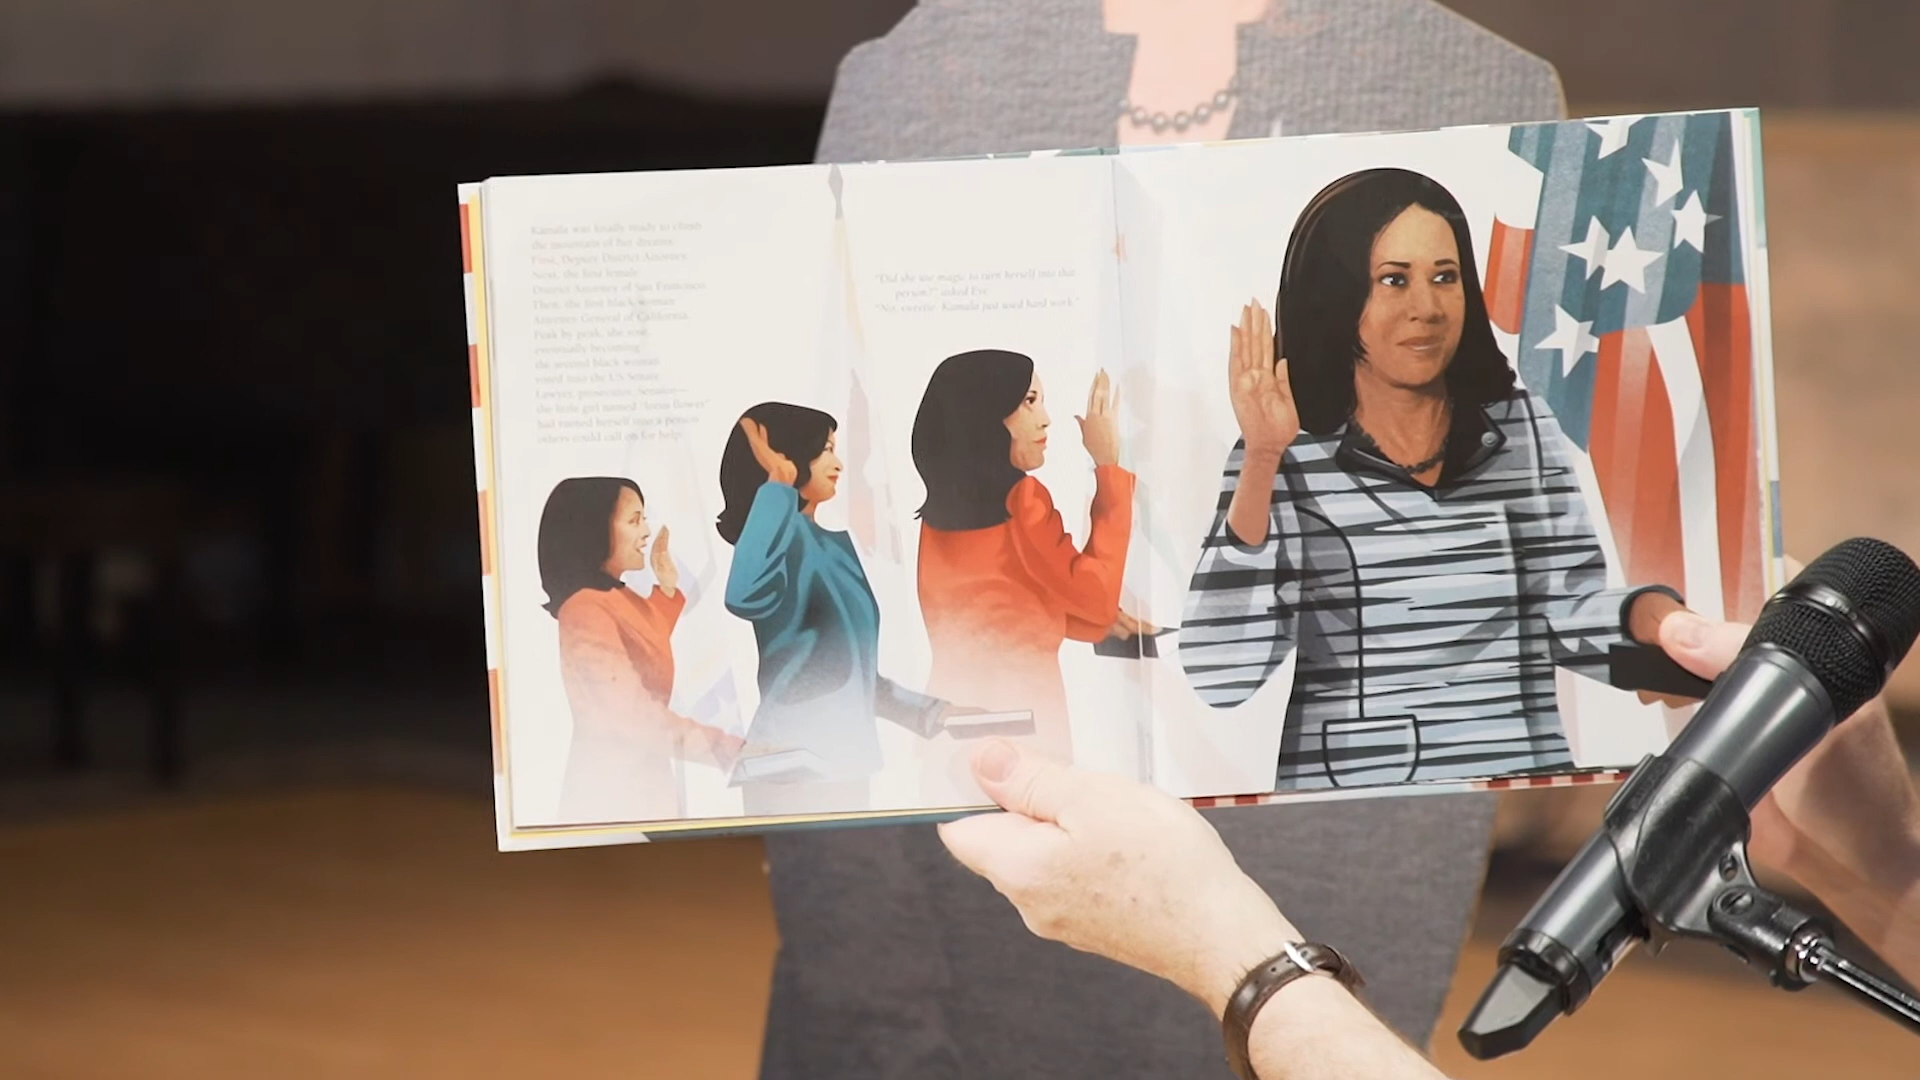 Kamala was finally ready to climb
the mountain of her dreams.
First, Deputy District Attorney.
Next, the first female
District Attorney of San Francisco.
Then, the first black woman
Attorney General of California.
Peak by peak, she rose,
eventually becoming
the second black woman
voted into the US Senate.
Lawyer, prosecutor, Senator—
the little girl named "lotus flower"
had turned herself into a person
others could call on for help.
"Did she use magic to turn herself into that
person?" asked Eve.
"No, sweetie. Kamala just used hard work."